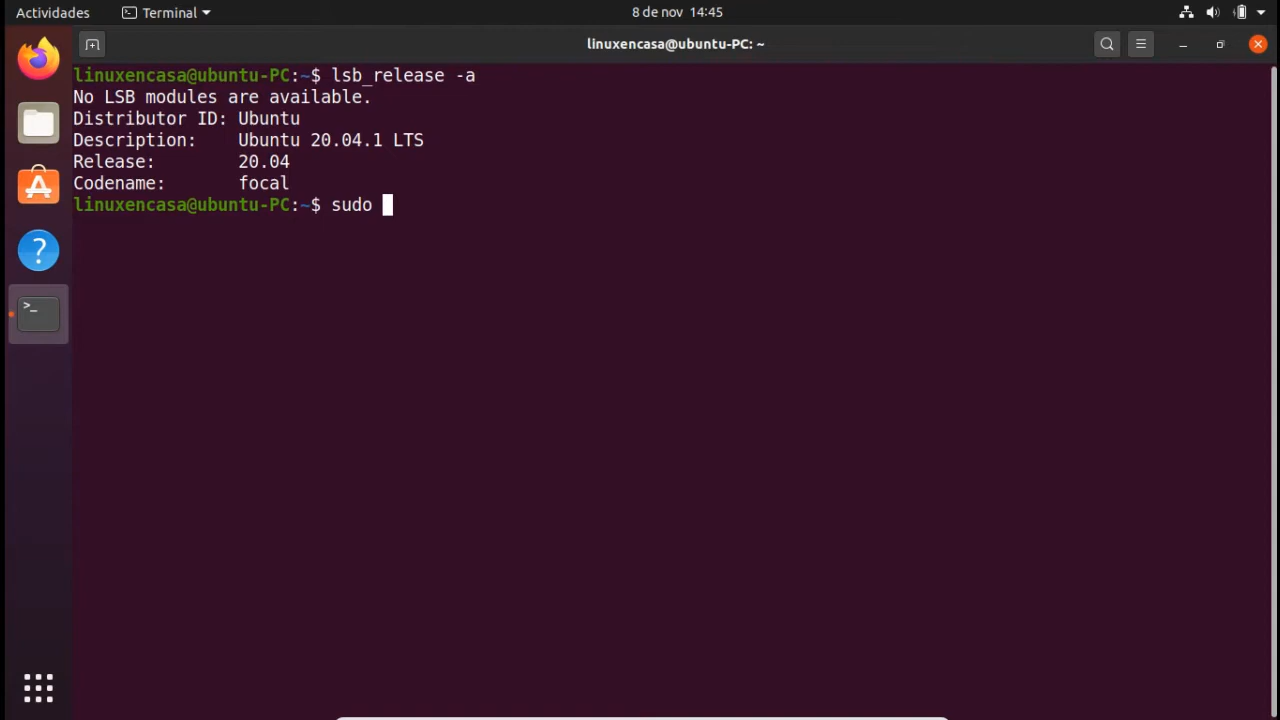 Actividades Terminal 8 de nov 14:45
linuxencasa@ubuntu-PC: ~
linuxencasa@ubuntu-PC:~$ lsb_release -a
No LSB modules are available.
Distributor ID: Ubuntu
Description: Ubuntu 20.04.1 LTS
Release: 20.04
Codename: focal
linuxencasa@ubuntu-PC:~$ sudo